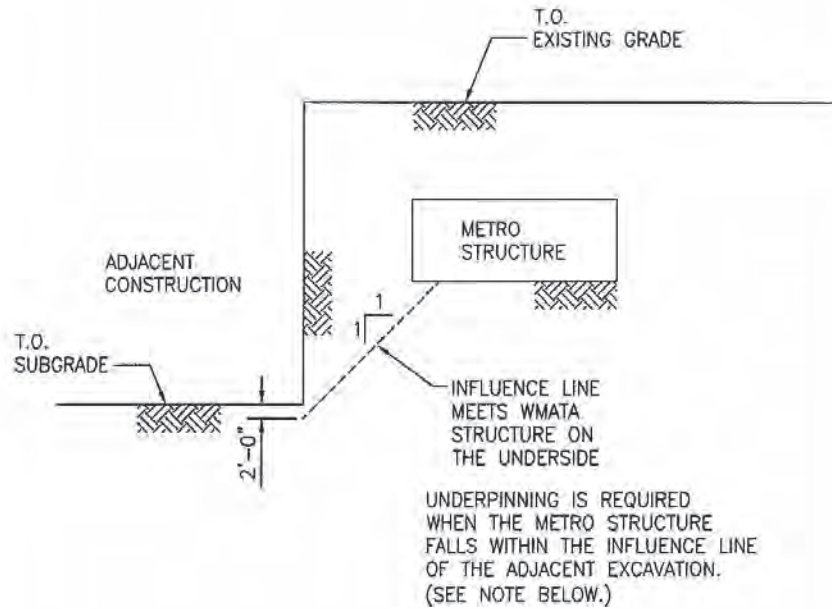 T.O.
EXISTING GRADE
METRO
STRUCTURE
ADJACENT
CONSTRUCTION
1
1
T.O.
SUBGRADE
2'-0"
INFLUENCE LINE
MEETS WMATA
STRUCTURE ON
THE UNDERSIDE
UNDERPINNING IS REQUIRED
WHEN THE METRO STRUCTURE
FALLS WITHIN THE INFLUENCE LINE
OF THE ADJACENT EXCAVATION.
(SEE NOTE BELOW.)